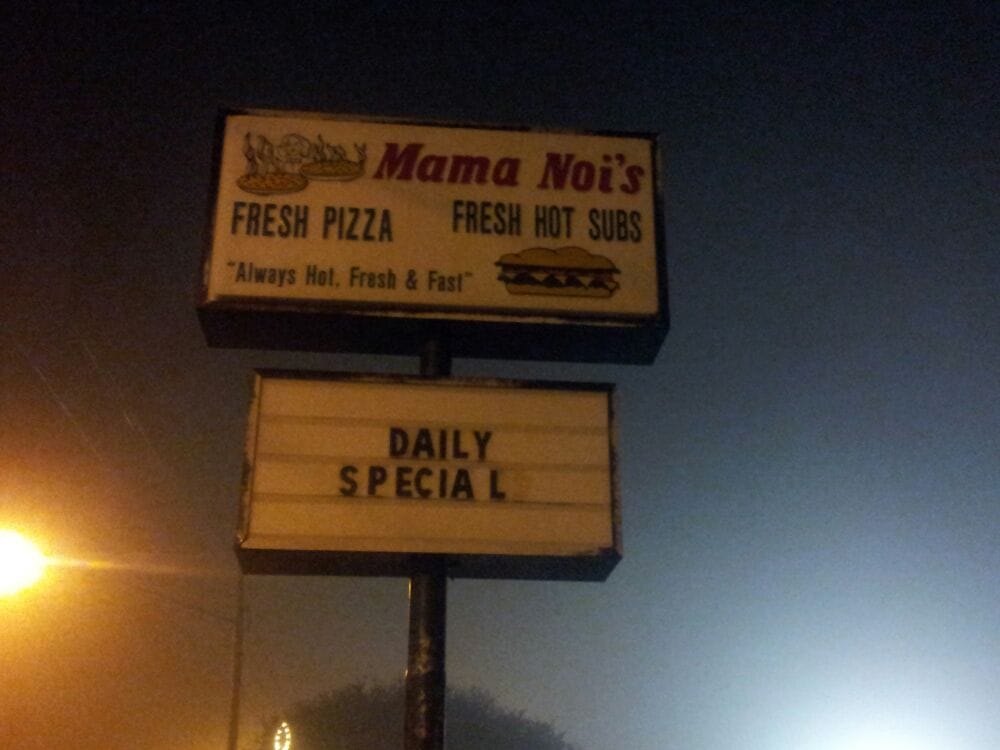 Mama Noi's
FRESH PIZZA FRESH HOT SUBS
"Always Hot, Fresh & Fast"
DAILY
SPECIAL